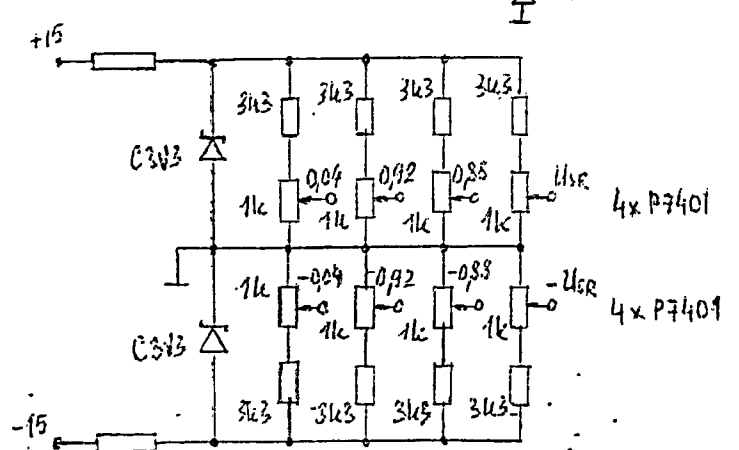 I
+15
3k3 3k3 3k3 3k3
C3V3
0,04 0,92 0,88 USR
1k 1k 1k 1k
4x P7401
1k -0,04 -0,92 -0,88 -USR
1k 1k 1k
4x P7401
C3V3
3k3 3k3 3k3 3k3
-15